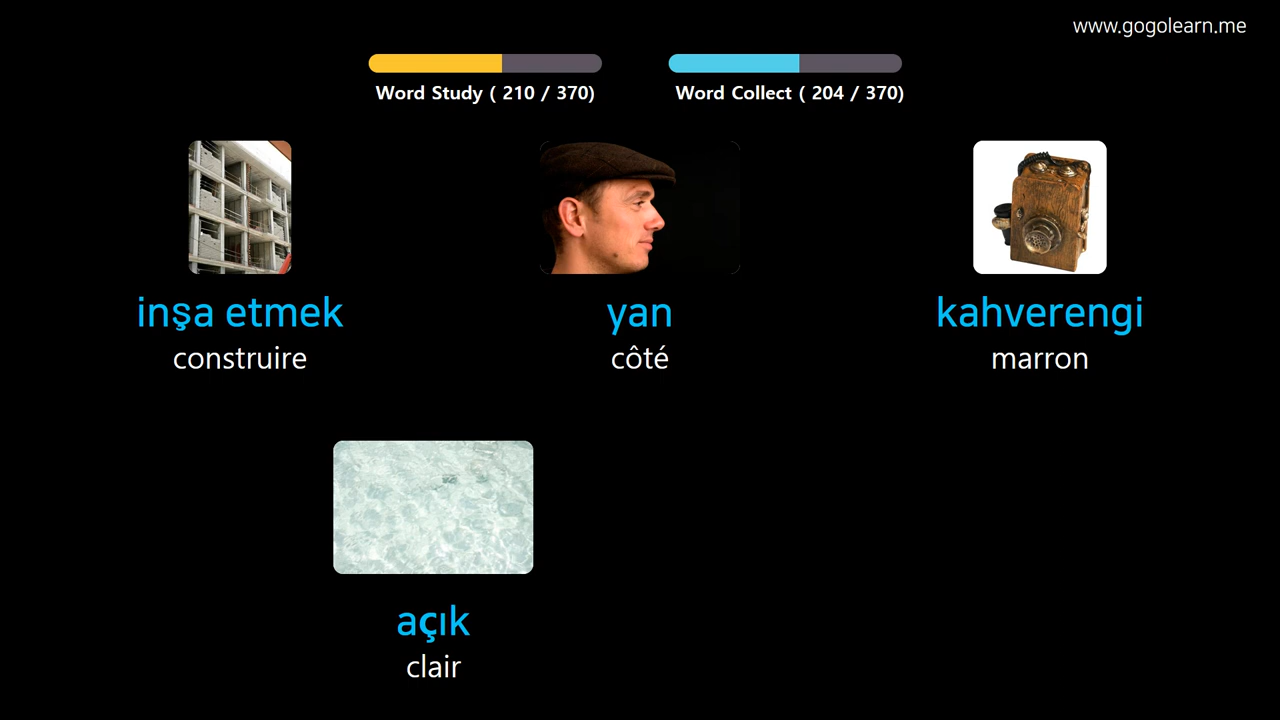 www.gogolearn.me
Word Study ( 210 / 370)
Word Collect ( 204 / 370)
inşa etmek
construire
yan
côté
kahverengi
marron
açık
clair